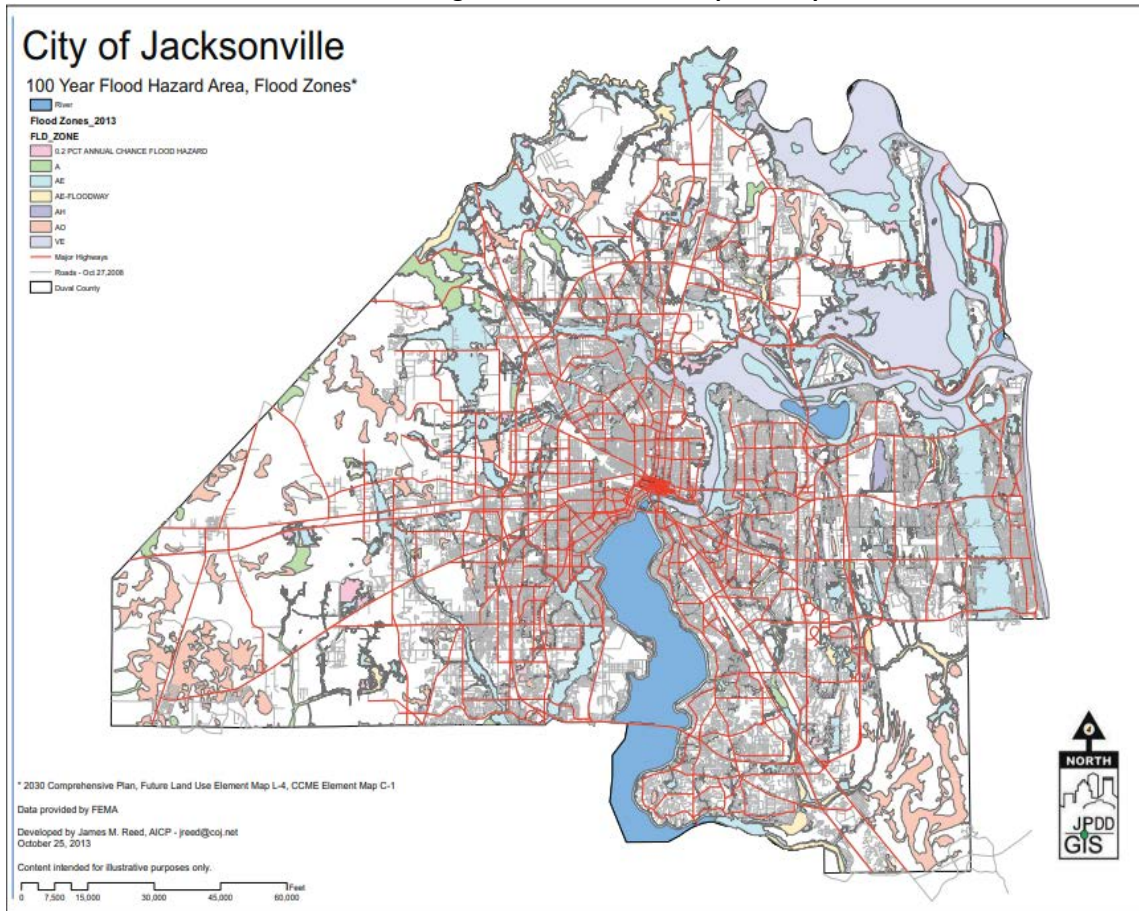 City of Jacksonville
100 Year Flood Hazard Area, Flood Zones*
River
Flood Zones_2013
FLD_ZONE
0.2 PCT ANNUAL CHANCE FLOOD HAZARD
A
AE
AE-FLOODWAY
AH
AO
VE
Major Highways
Roads - Oct 27,2008
Duval County
* 2030 Comprehensive Plan, Future Land Use Element Map L-4, CCME Element Map C-1
Data provided by FEMA
Developed by James M. Reed, AICP - jreed@coj.net
October 25, 2013
Content intended for illustrative purposes only.
Feet
0 7,500 15,000 30,000 45,000 60,000
NORTH
JPDD
GIS